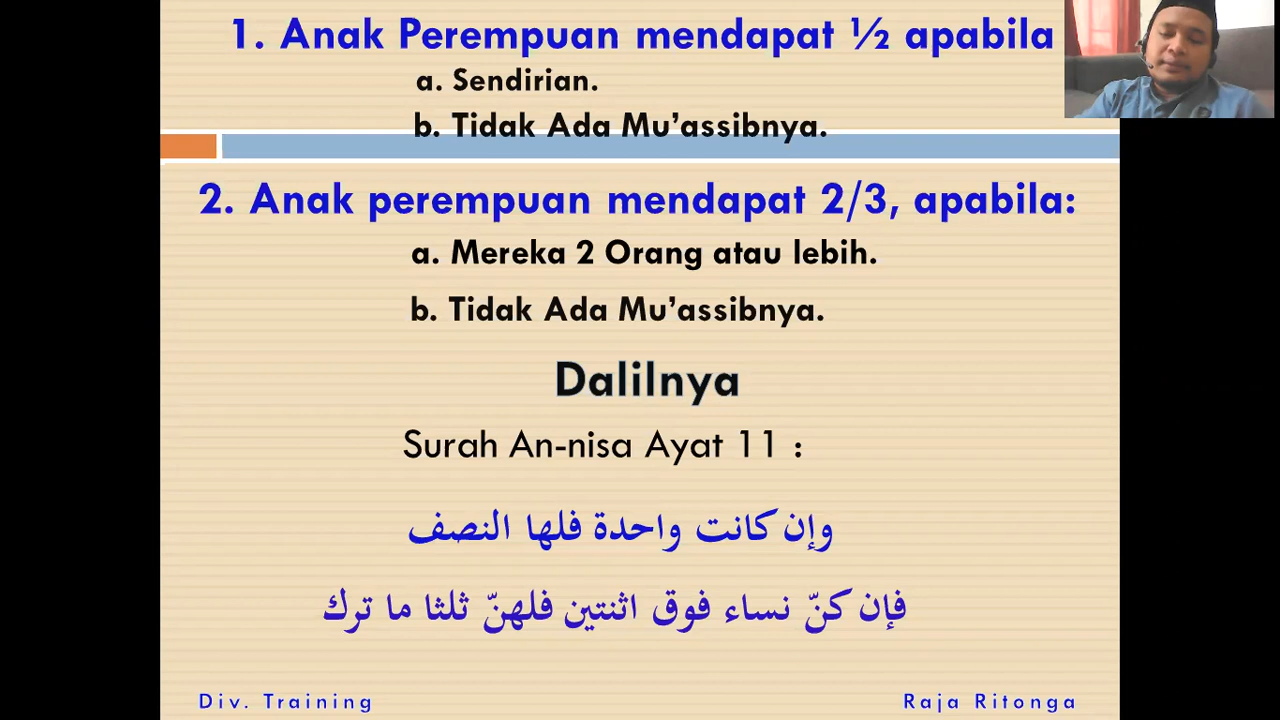 1. Anak Perempuan mendapat ½ apabila
a. Sendirian.
b. Tidak Ada Mu’assibnya.
2. Anak perempuan mendapat 2/3, apabila:
a. Mereka 2 Orang atau lebih.
b. Tidak Ada Mu’assibnya.
Dalilnya
Surah An-nisa Ayat 11 :
وإن كانت واحدة فلها النصف
فإن كنّ نساء فوق اثنتين فلهنّ ثلثا ما ترك
Div. Training
Raja Ritonga